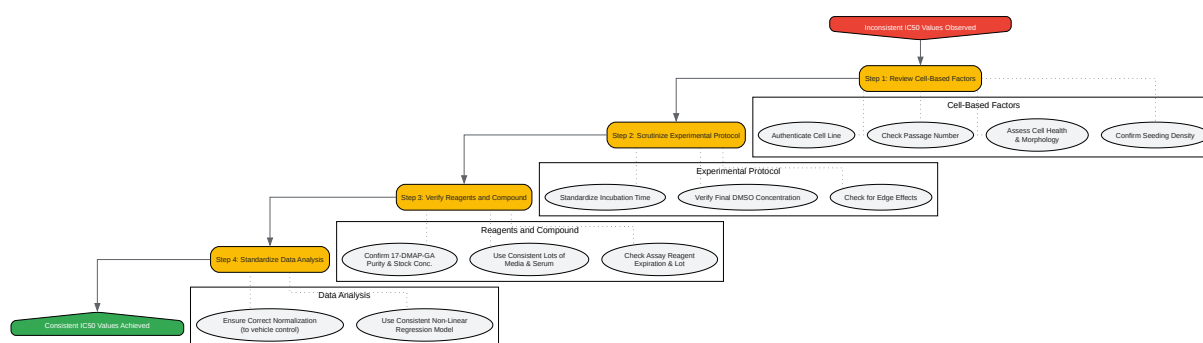 Inconsistent IC50 Values Observed
Step 1: Review Cell-Based Factors
Cell-Based Factors
Authenticate Cell Line
Check Passage Number
Assess Cell Health
& Morphology
Confirm Seeding Density
Step 2: Scrutinize Experimental Protocol
Experimental Protocol
Standardize Incubation Time
Verify Final DMSO Concentration
Check for Edge Effects
Step 3: Verify Reagents and Compound
Reagents and Compound
Confirm 17-DMAP-GA
Purity & Stock Conc.
Use Consistent Lots of
Media & Serum
Check Assay Reagent
Expiration & Lot
Step 4: Standardize Data Analysis
Data Analysis
Ensure Correct Normalization
(to vehicle control)
Use Consistent Non-Linear
Regression Model
Consistent IC50 Values Achieved